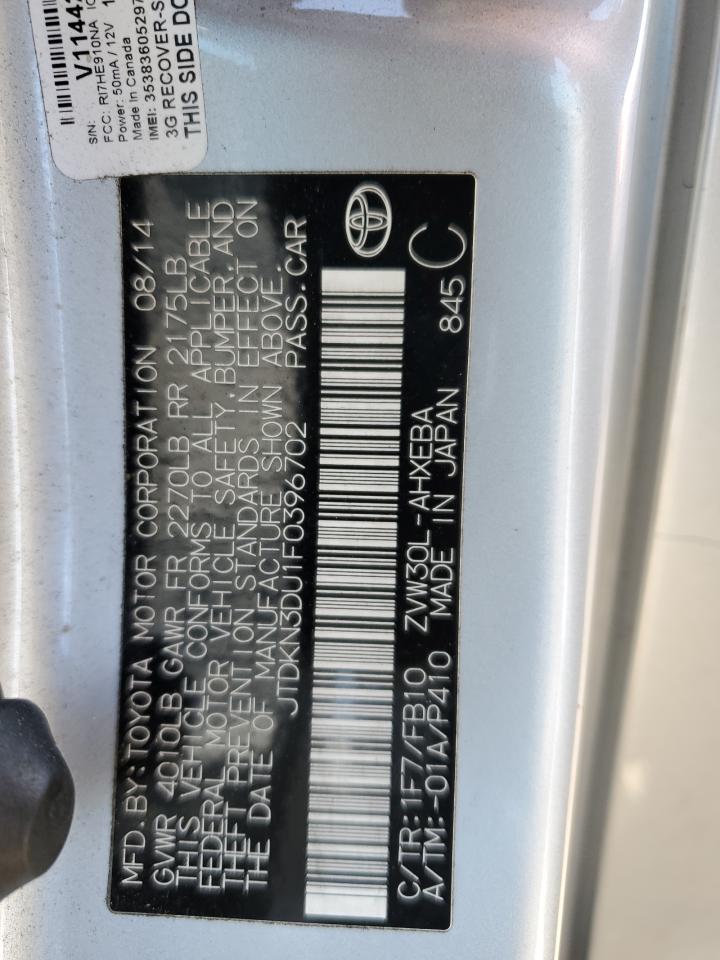 V1144
S/N:
FCC: RI7HE910NA
Power: 50mA / 12V
Made In Canada
IMEI: 35383605297
3G RECOVER-S
THIS SIDE
MFD. BY: TOYOTA MOTOR CORPORATION 08/14
GVWR 4010LB GAWR FR 2270LB RR 2175LB
THIS VEHICLE CONFORMS TO ALL APPLICABLE
FEDERAL MOTOR VEHICLE SAFETY, BUMPER, AND
THEFT PREVENTION STANDARDS IN EFFECT ON
THE DATE OF MANUFACTURE SHOWN ABOVE.
JTDKN3DU1F0396702 PASS. CAR
C/TR: 1F7/FB10 ZVW30L-AHXEBA
A/TM: -01A/P410 MADE IN JAPAN 845 C